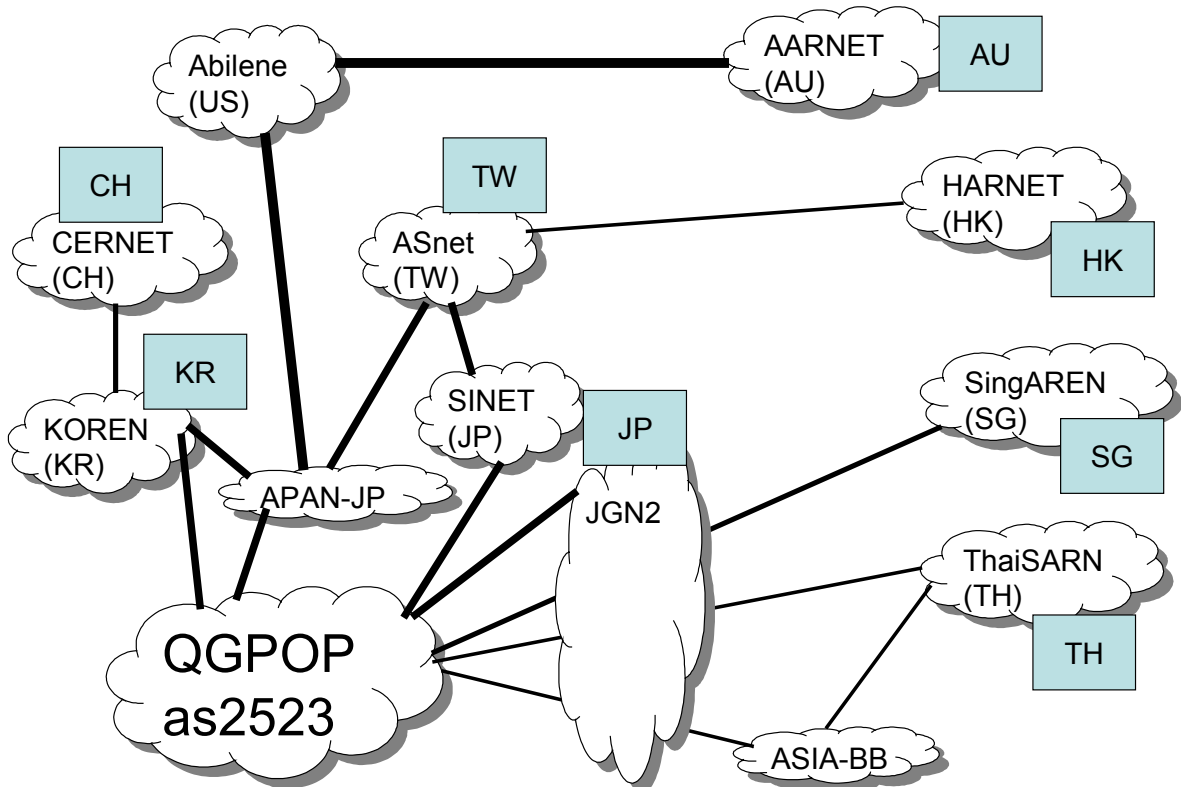 Abilene
(US)
AARNET
(AU)
AU
CH
CERNET
(CH)
TW
ASnet
(TW)
HARNET
(HK)
HK
KR
KOREN
(KR)
SINET
(JP)
JP
SingAREN
(SG)
SG
APAN-JP
JGN2
ThaiSARN
(TH)
TH
QGPOP
as2523
ASIA-BB